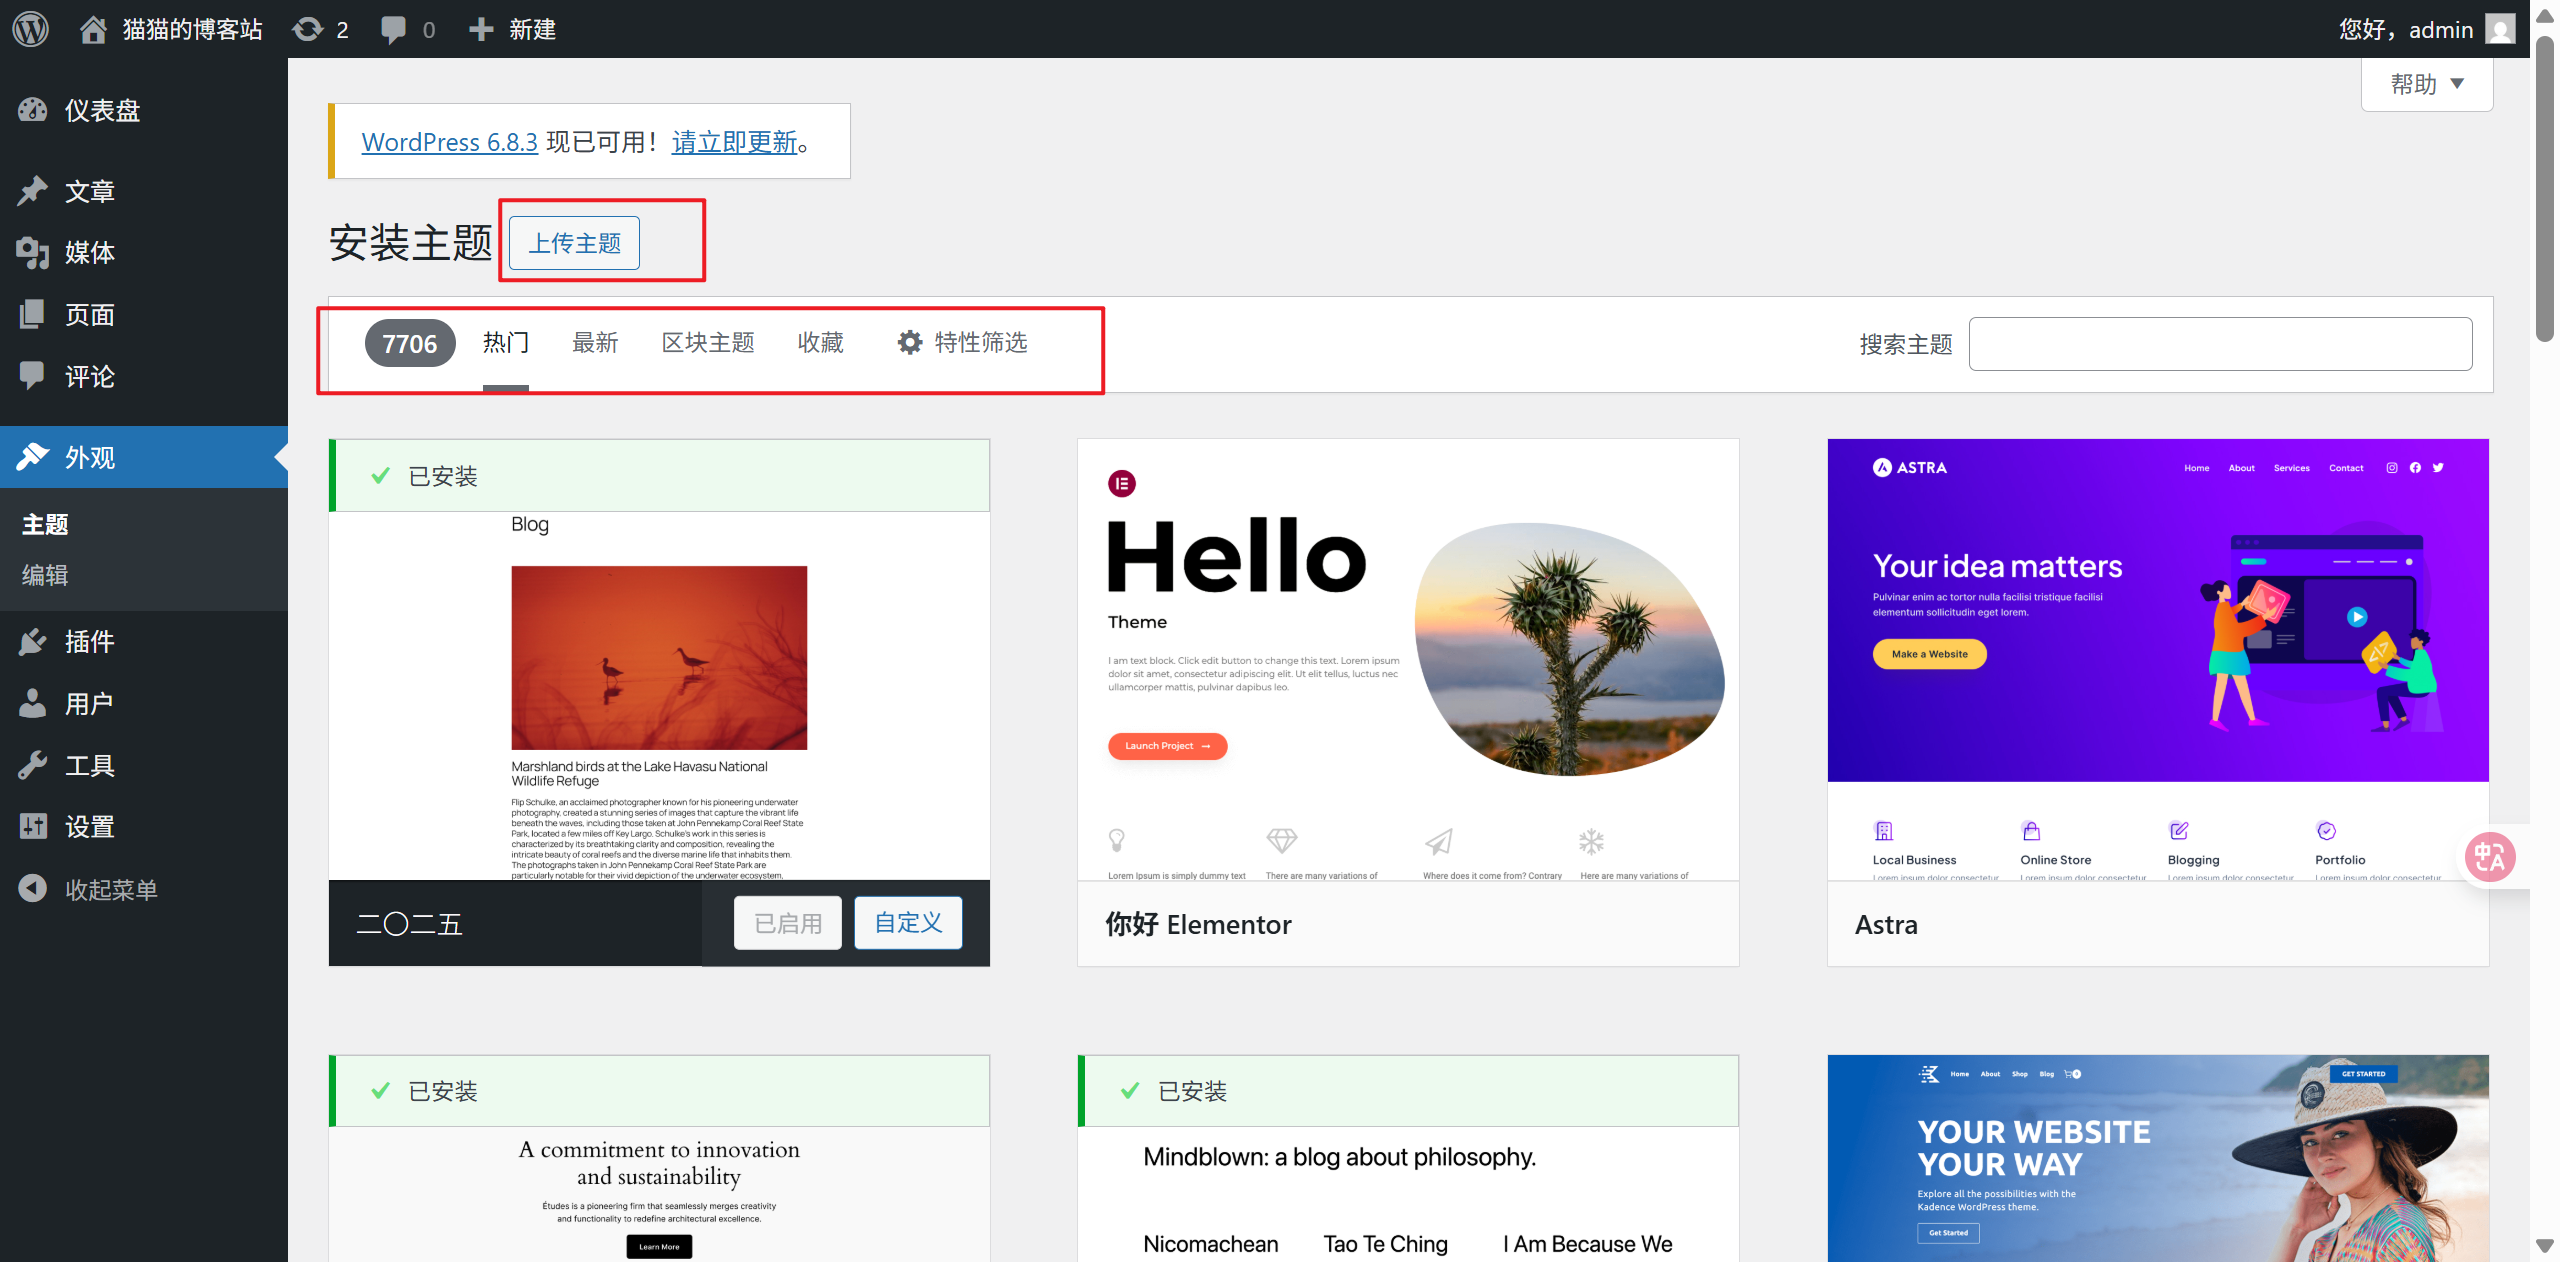 猫猫的博客站 2 0 新建 您好，admin
帮助
仪表盘
文章
媒体
页面
评论
外观
主题
编辑
插件
用户
工具
设置
收起菜单
WordPress 6.8.3 现已可用！请立即更新。
安装主题 上传主题
7706 热门 最新 区块主题 收藏 特性筛选 搜索主题
已安装
Blog
Marshland birds at the Lake Havasu National
Wildlife Refuge
Flip Schulke, an acclaimed photographer known for his pioneering underwater
photography, created a stunning series of images that capture the vibrant life
beneath the waves, including those taken at John Pennekamp Coral Reef State
Park, located a few miles off Key Largo. Schulke's work in this series is
characterized by its breathtaking clarity and composition, revealing the
intricate beauty of coral reefs and the diverse marine life that inhabits them.
The photographs taken in John Pennekamp Coral Reef State Park are
particularly notable for their vivid depiction of the underwater ecosystem,
二〇二五 已启用 自定义
Hello
Theme
I am text block. Click edit button to change this text. Lorem ipsum
dolor sit amet, consectetur adipiscing elit. Ut elit tellus, luctus nec
ullamcorper mattis, pulvinar dapibus leo.
Launch Project →
Lorem Ipsum is simply dummy text There are many variations of Where does it come from? Contrary Here are many variations of
你好 Elementor
ASTRA Home About Services Contact
Your idea matters
Pulvinar enim ac tortor nulla facilisi tristique facilisi
elementum sollicitudin eget lorem.
Make a Website
Local Business Online Store Blogging Portfolio
Lorem ipsum dolor consectetur Lorem ipsum dolor consectetur Lorem ipsum dolor consectetur Lorem ipsum dolor consectetur
Astra
中A
已安装
A commitment to innovation
and sustainability
Études is a pioneering firm that seamlessly merges creativity
and functionality to redefine architectural excellence.
Learn More
已安装
Mindblown: a blog about philosophy.
Nicomachean Tao Te Ching I Am Because We
Home About Shop Blog GET STARTED
YOUR WEBSITE
YOUR WAY
Explore all the possibilities with the
Kadence WordPress theme.
Get Started